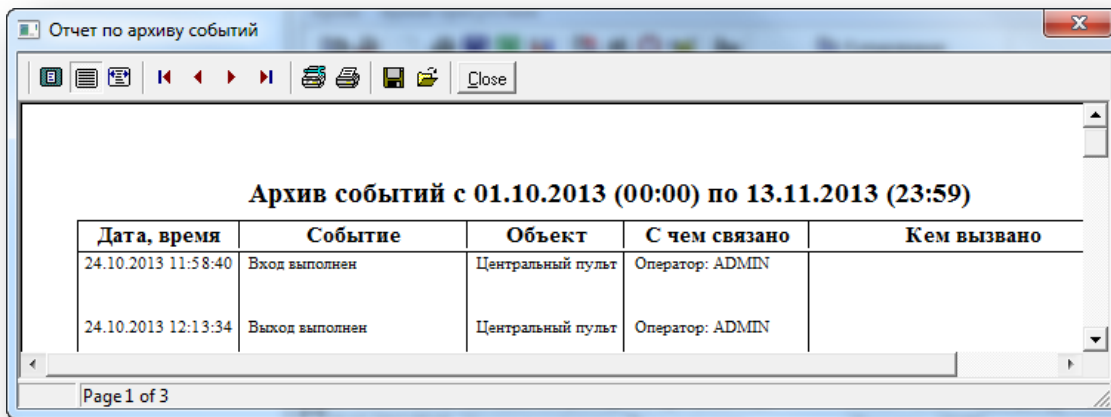 Отчет по архиву событий
Close
Архив событий с 01.10.2013 (00:00) по 13.11.2013 (23:59)
Дата, время Событие Объект С чем связано Кем вызвано
24.10.2013 11:58:40 Вход выполнен Центральный пульт Оператор: ADMIN
24.10.2013 12:13:34 Выход выполнен Центральный пульт Оператор: ADMIN
Page 1 of 3